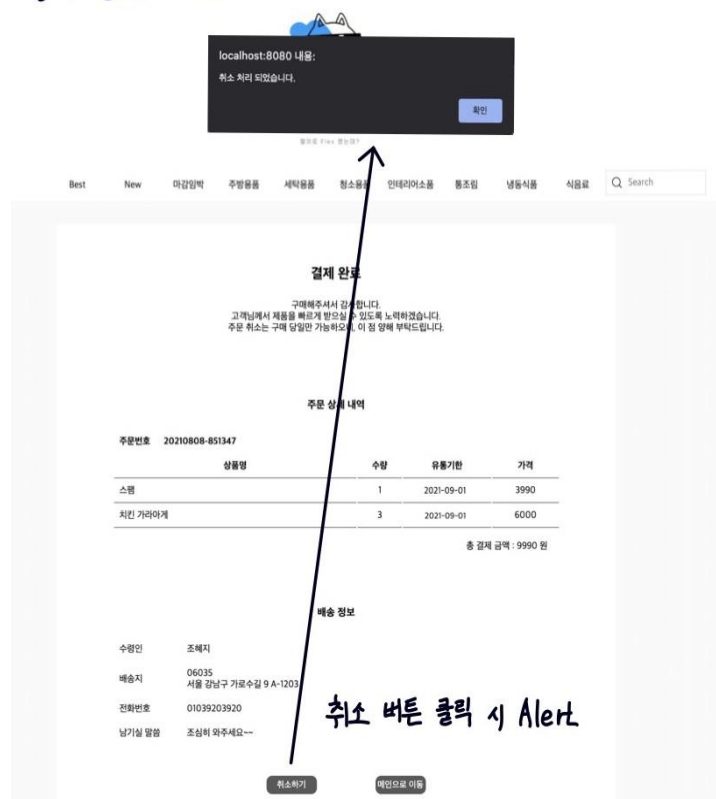 localhost:8080 내용:
취소 처리 되었습니다.
확인
Best New 마감임박 주방용품 세탁용품 청소용품 인테리어소품 통조림 냉동식품 식음료 Search
결제 완료
구매해주셔서 감사합니다.
고객님께서 제품을 빠르게 받으실 수 있도록 노력하겠습니다.
주문 취소는 구매 당일만 가능하오니, 이 점 양해 부탁드립니다.
주문 상세 내역
주문번호 20210808-851347
상품명 수량 유통기한 가격
스팸 1 2021-09-01 3990
치킨 가라아게 3 2021-09-01 6000
총 결제 금액 : 9990 원
배송 정보
수령인 조혜지
배송지 06035
서울 강남구 가로수길 9 A-1203
전화번호 01039203920
남기실 말씀 조심히 와주세요~~
취소 버튼 클릭 시 Alert
취소하기 메인으로 이동